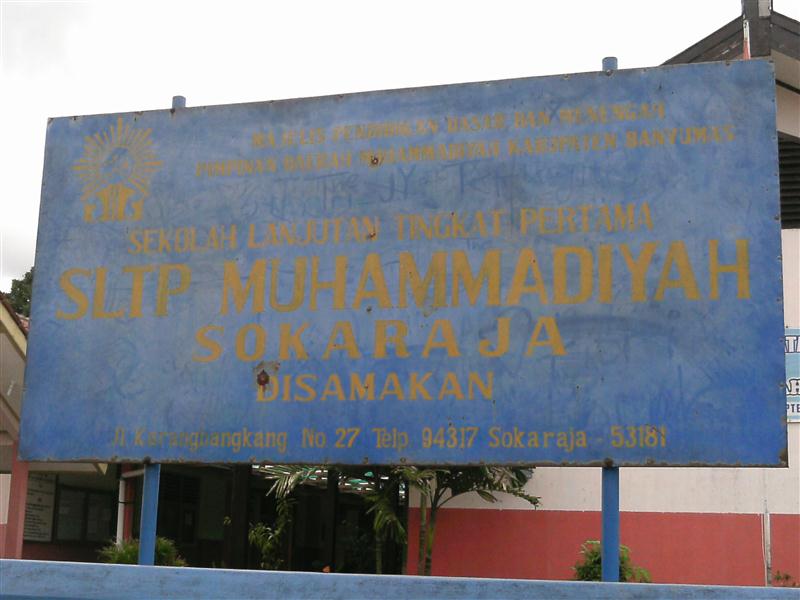 MAJELIS PENDIDIKAN DASAR DAN MENENGAH
PIMPINAN DAERAH MUHAMMADIYAH KABUPATEN BANYUMAS
SEKOLAH LANJUTAN TINGKAT PERTAMA
SLTP MUHAMMADIYAH
SOKARAJA
DISAMAKAN
Jl Karangbangkang No. 27 Telp. 94317 Sokaraja - 53181